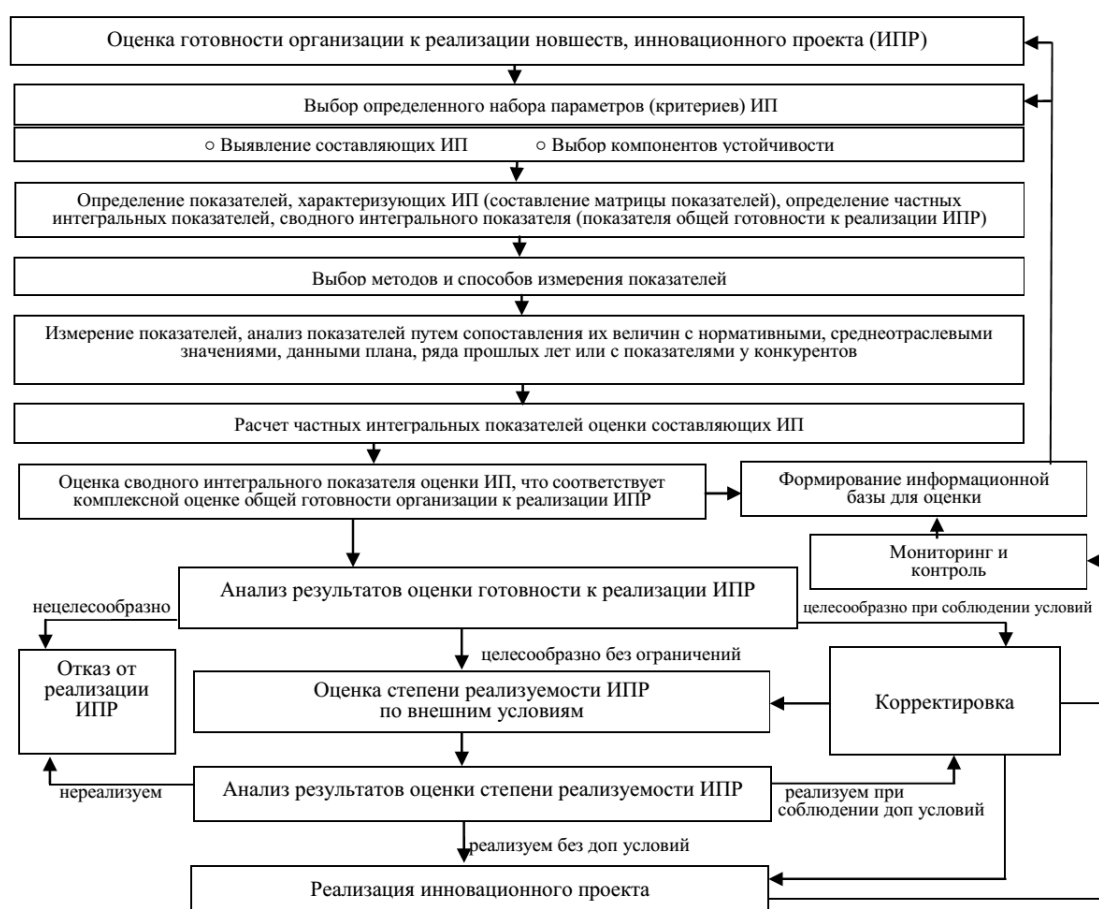 Оценка готовности организации к реализации новшеств, инновационного проекта (ИПР)
Выбор определенного набора параметров (критериев) ИП
○ Выявление составляющих ИП ○ Выбор компонентов устойчивости
Определение показателей, характеризующих ИП (составление матрицы показателей), определение частных
интегральных показателей, сводного интегрального показателя (показателя общей готовности к реализации ИПР)
Выбор методов и способов измерения показателей
Измерение показателей, анализ показателей путем сопоставления их величин с нормативными, среднеотраслевыми
значениями, данными плана, ряда прошлых лет или с показателями у конкурентов
Расчет частных интегральных показателей оценки составляющих ИП
Оценка сводного интегрального показателя оценки ИП, что соответствует
комплексной оценке общей готовности организации к реализации ИПР
Формирование информационной
базы для оценки
Мониторинг и
контроль
Анализ результатов оценки готовности к реализации ИПР
нецелесообразно
целесообразно при соблюдении условий
целесообразно без ограничений
Отказ от
реализации
ИПР
Оценка степени реализуемости ИПР
по внешним условиям
Корректировка
нереализуем
Анализ результатов оценки степени реализуемости ИПР
реализуем при
соблюдении доп условий
реализуем без доп условий
Реализация инновационного проекта